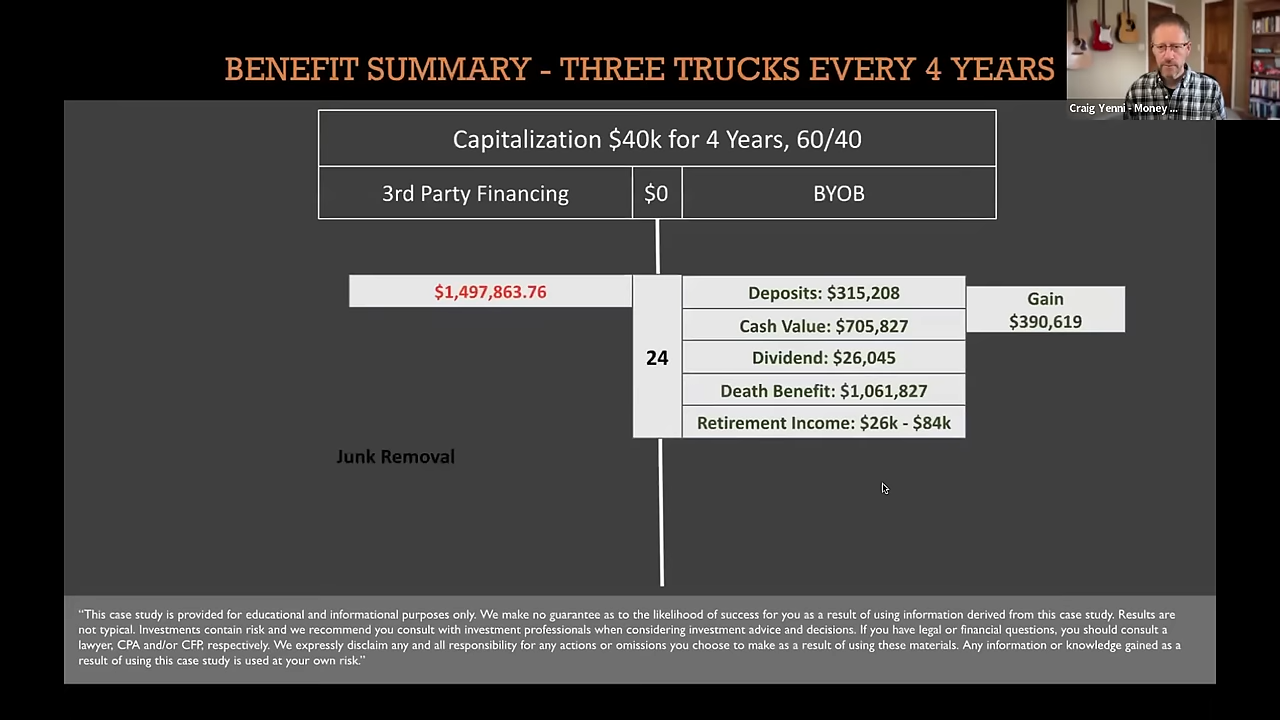 BENEFIT SUMMARY - THREE TRUCKS EVERY 4 YEARS
Craig Yenni - Money ...
Capitalization $40k for 4 Years, 60/40
3rd Party Financing
$0
BYOB
$1,497,863.76
24
Deposits: $315,208
Cash Value: $705,827
Dividend: $26,045
Death Benefit: $1,061,827
Retirement Income: $26k - $84k
Gain
$390,619
Junk Removal
“This case study is provided for educational and informational purposes only. We make no guarantee as to the likelihood of success for you as a result of using information derived from this case study. Results are
not typical. Investments contain risk and we recommend you consult with investment professionals when considering investment advice and decisions. If you have legal or financial questions, you should consult a
lawyer, CPA and/or CFP, respectively. We expressly disclaim any and all responsibility for any actions or omissions you choose to make as a result of using these materials. Any information or knowledge gained as a
result of using this case study is used at your own risk.”